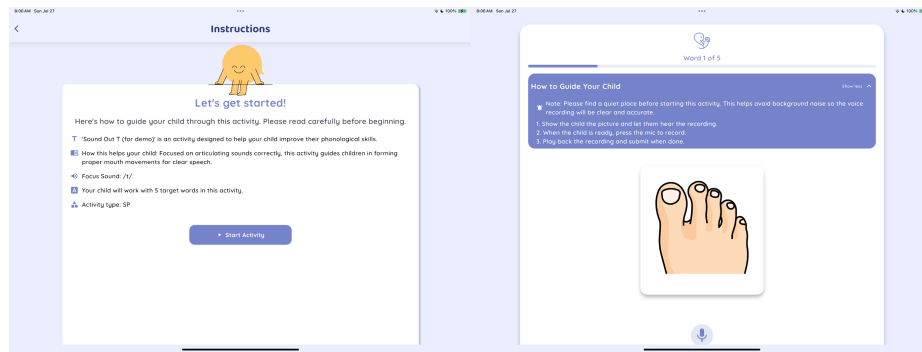 9:00 AM Sun Jul 27
100%
Instructions
Let's get started!
Here's how to guide your child through this activity. Please read carefully before beginning.
'Sound Out T (for demo)' is an activity designed to help your child improve their phonological skills.
How this helps your child: Focused on articulating sounds correctly, this activity guides children in forming
proper mouth movements for clear speech.
Focus Sound: /t/.
Your child will work with 5 target words in this activity.
Activity type: SP
Start Activity
9:00 AM Sun Jul 27
100%
Word 1 of 5
How to Guide Your Child
Show less
Note: Please find a quiet place before starting this activity. This helps avoid background noise so the voice
recording will be clear and accurate.
1. Show the child the picture and let them hear the recording.
2. When the child is ready, press the mic to record.
3. Play back the recording and submit when done.